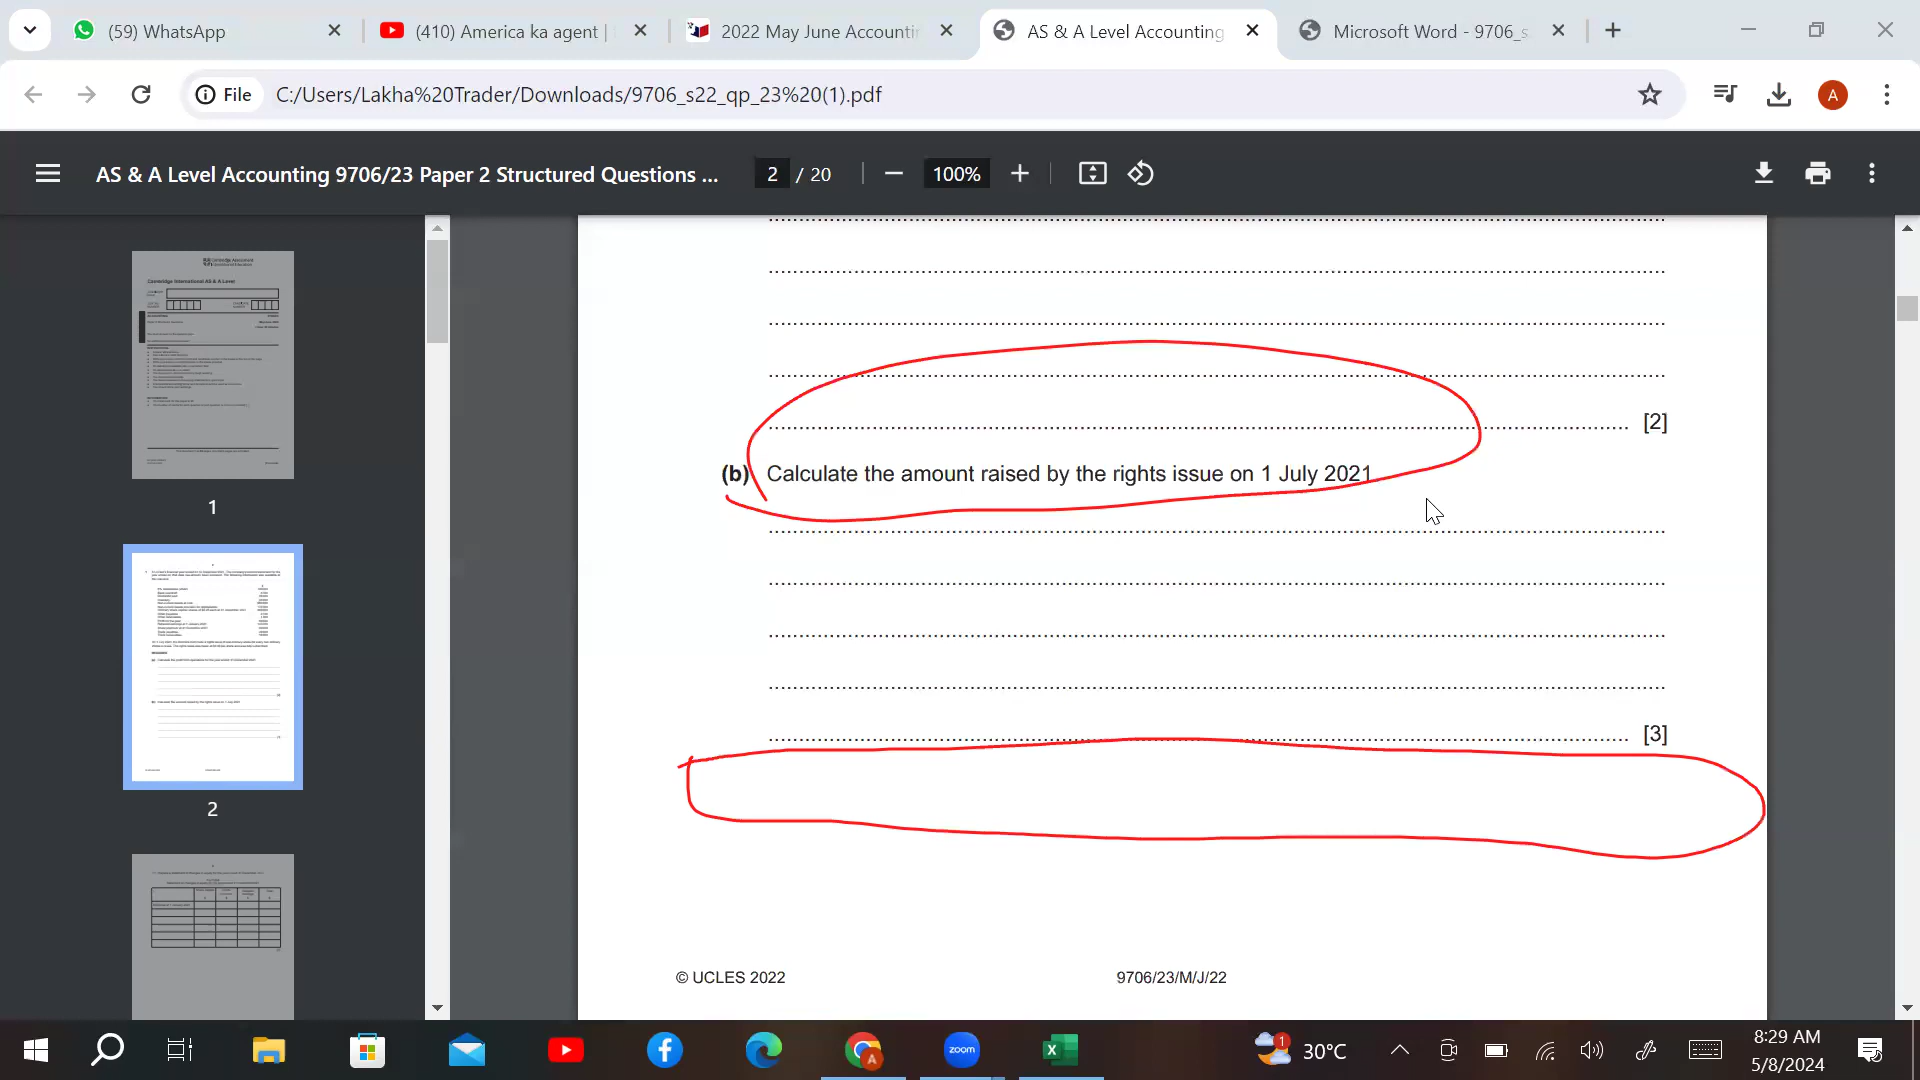 (59) WhatsApp
(410) America ka agent |
2022 May June Accountin
AS & A Level Accounting
Microsoft Word - 9706_s
File
C:/Users/Lakha%20Trader/Downloads/9706_s22_qp_23%20(1).pdf
A
AS & A Level Accounting 9706/23 Paper 2 Structured Questions ...
2 / 20
100%
1
2
[2]
(b) Calculate the amount raised by the rights issue on 1 July 2021
[3]
© UCLES 2022
9706/23/M/J/22
A
zoom
X
1
30°C
8:29 AM
5/8/2024